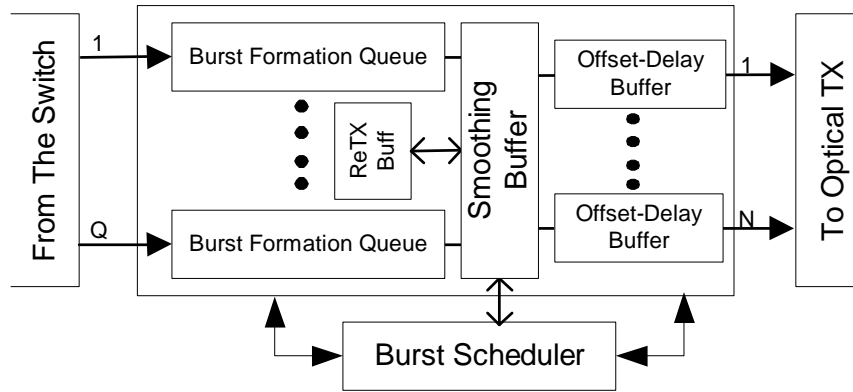 From The Switch
1
Burst Formation Queue
ReTX
Buff
Q
Burst Formation Queue
Smoothing
Buffer
Offset-Delay
Buffer
1
Offset-Delay
Buffer
N
To Optical TX
Burst Scheduler